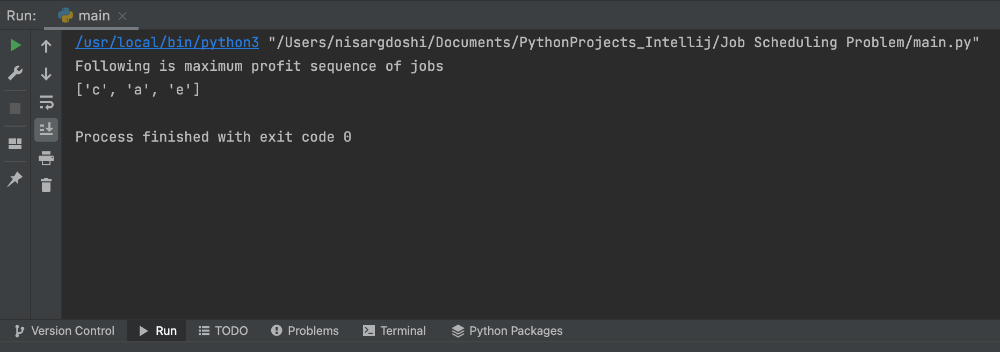 Run: main
/usr/local/bin/python3 "/Users/nisargdoshi/Documents/PythonProjects_Intellij/Job Scheduling Problem/main.py"
Following is maximum profit sequence of jobs
['c', 'a', 'e']
Process finished with exit code 0
Version Control Run TODO Problems Terminal Python Packages